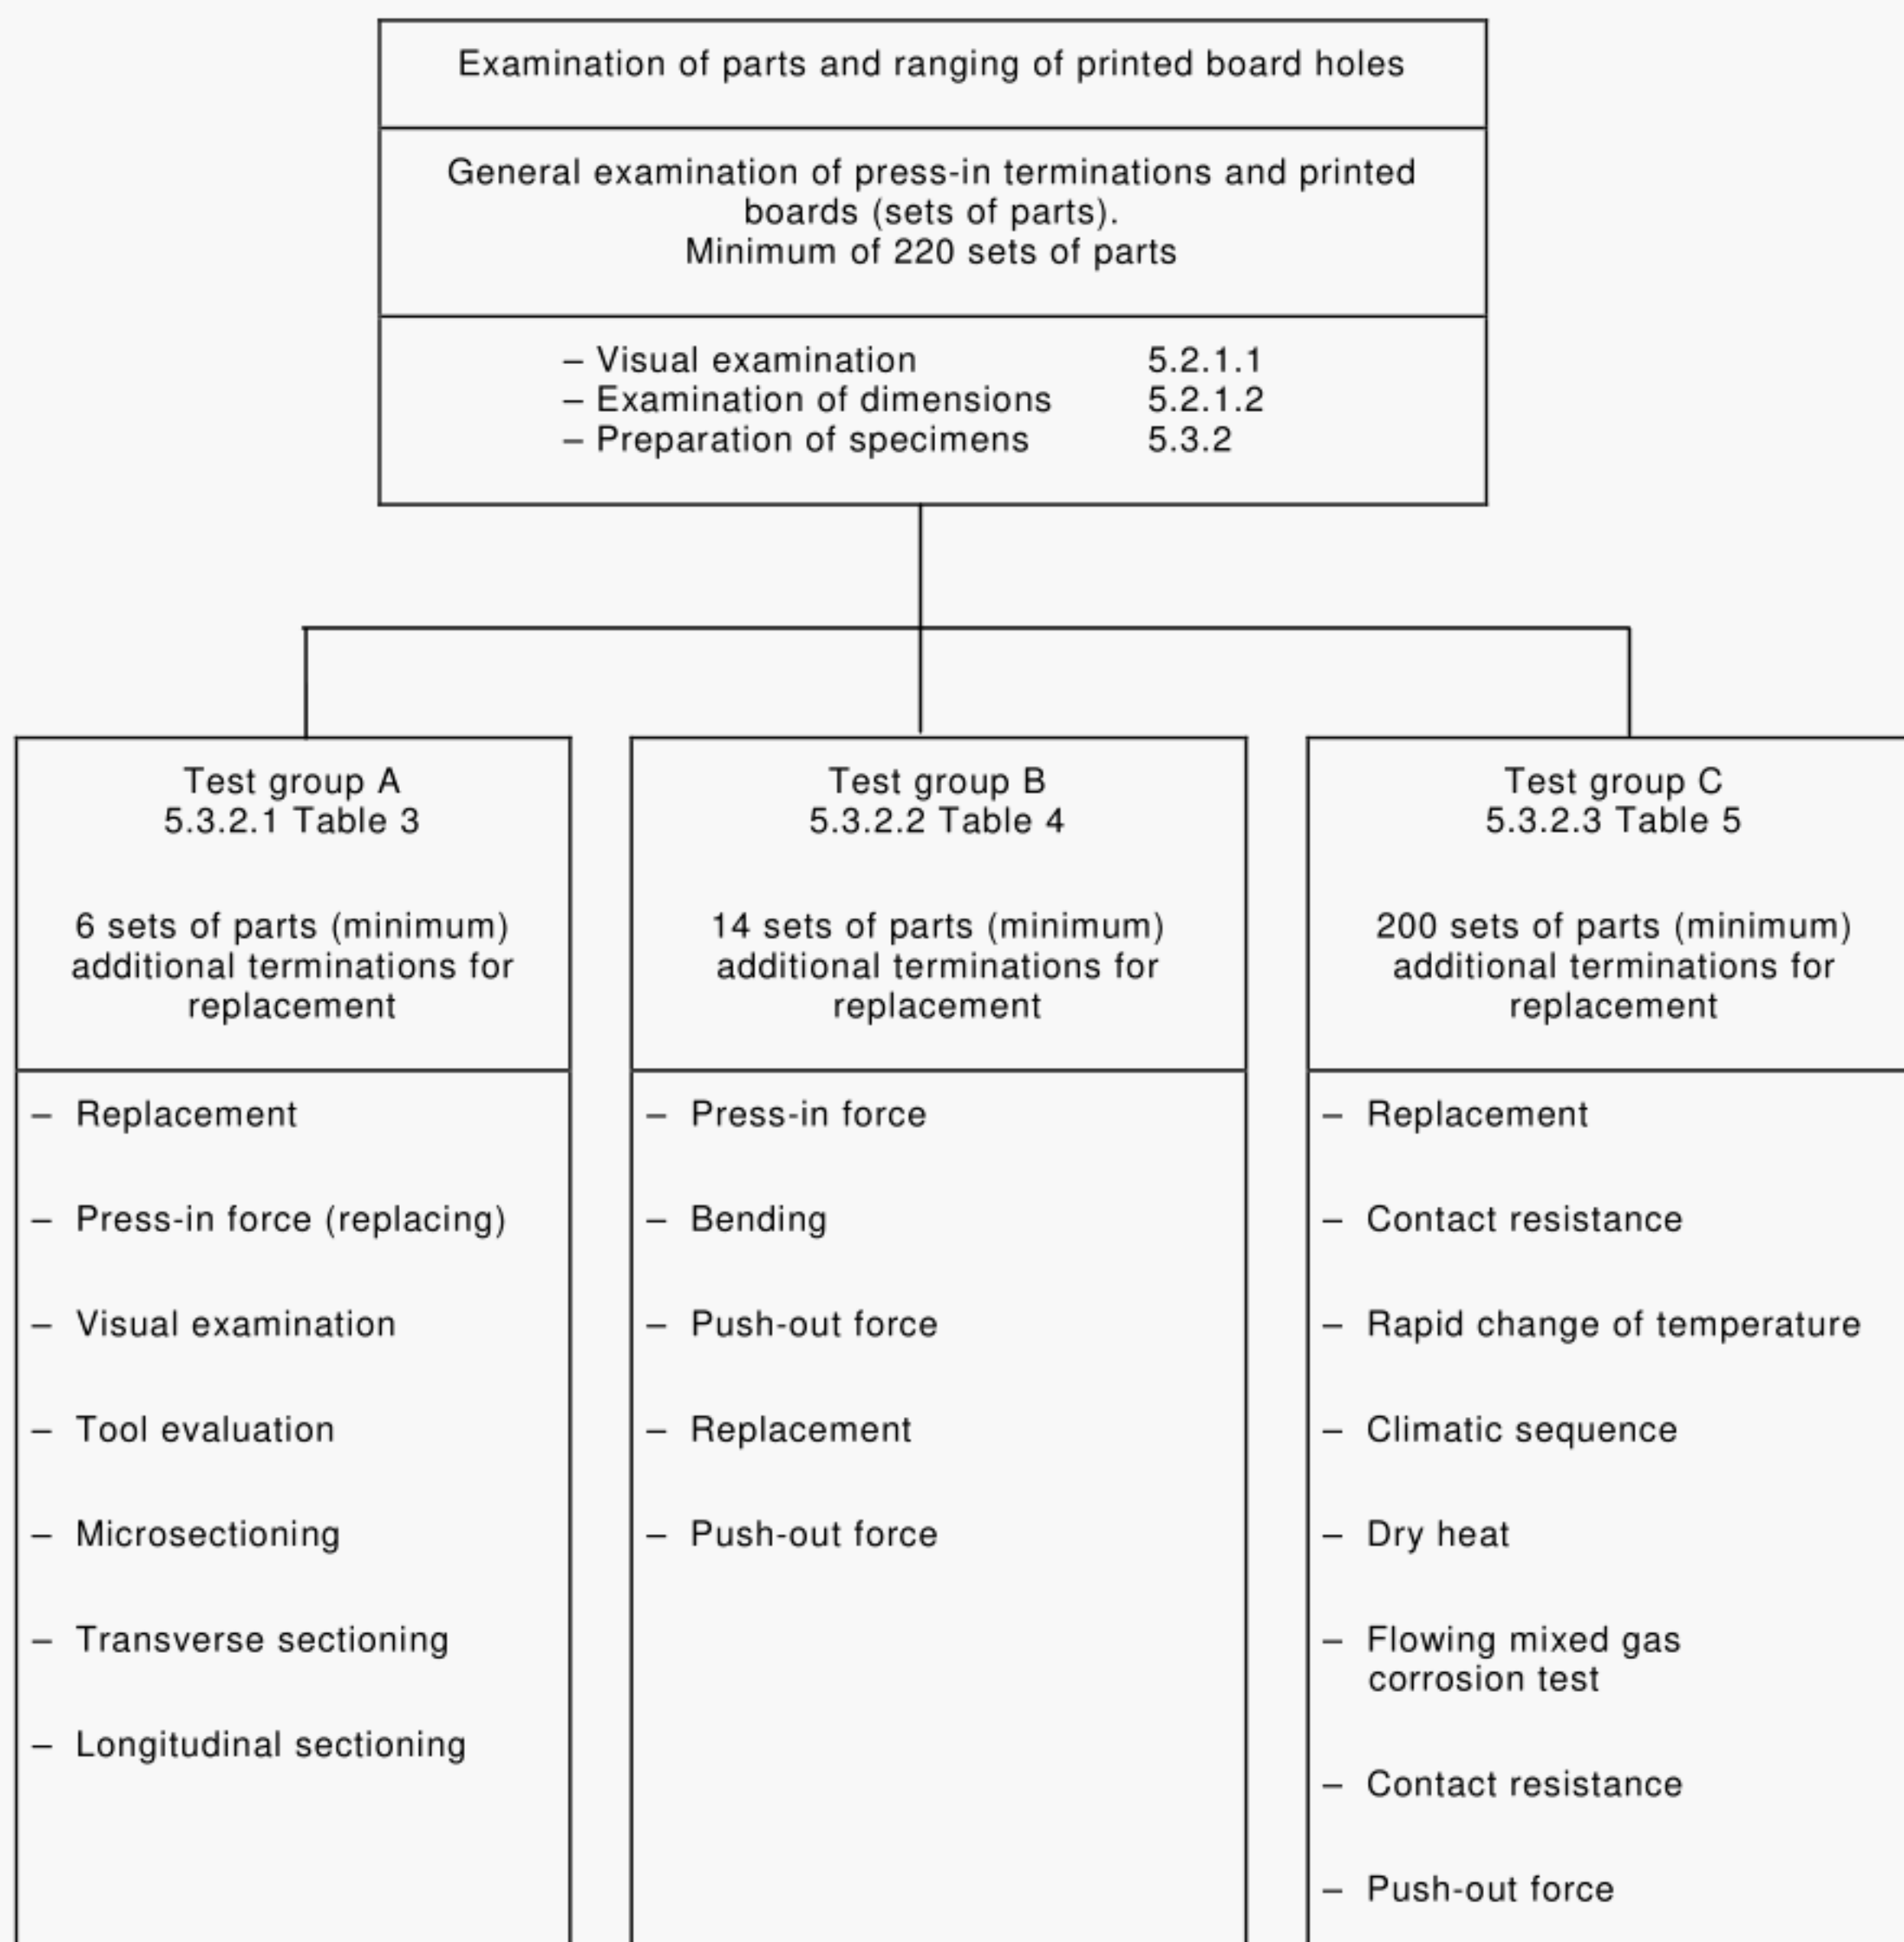 Examination of parts and ranging of printed board holes
General examination of press-in terminations and printed
boards (sets of parts).
Minimum of 220 sets of parts
– Visual examination 5.2.1.1
– Examination of dimensions 5.2.1.2
– Preparation of specimens 5.3.2
Test group A
5.3.2.1 Table 3
6 sets of parts (minimum)
additional terminations for
replacement
– Replacement
– Press-in force (replacing)
– Visual examination
– Tool evaluation
– Microsectioning
– Transverse sectioning
– Longitudinal sectioning
Test group B
5.3.2.2 Table 4
14 sets of parts (minimum)
additional terminations for
replacement
– Press-in force
– Bending
– Push-out force
– Replacement
– Push-out force
Test group C
5.3.2.3 Table 5
200 sets of parts (minimum)
additional terminations for
replacement
– Replacement
– Contact resistance
– Rapid change of temperature
– Climatic sequence
– Dry heat
– Flowing mixed gas
corrosion test
– Contact resistance
– Push-out force